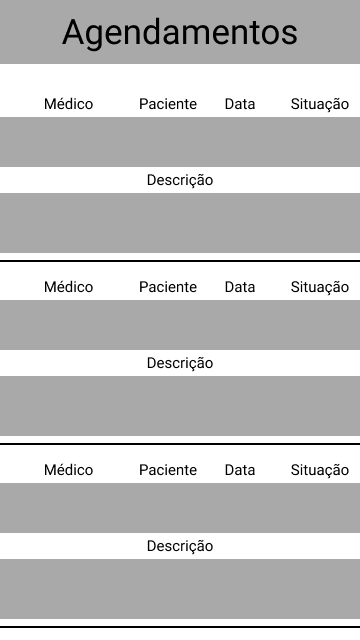 Agendamentos
Médico Paciente Data Situação
Descrição
Médico Paciente Data Situação
Descrição
Médico Paciente Data Situação
Descrição